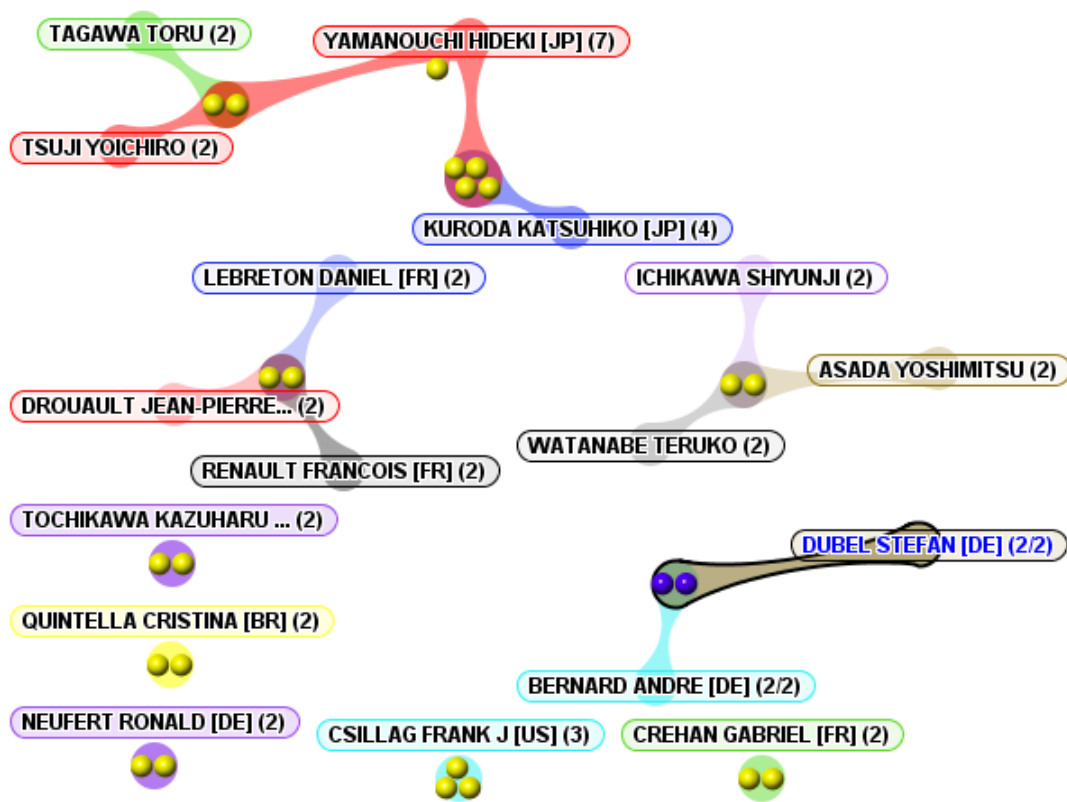 TAGAWA TORU (2)
YAMANOUCHI HIDEKI [JP] (7)
TSUJI YOICHIRO (2)
KURODA KATSUHIKO [JP] (4)
LEBRETON DANIEL [FR] (2)
ICHIKAWA SHIYUNJI (2)
ASADA YOSHIMITSU (2)
DROUAULT JEAN-PIERRE... (2)
WATANABE TERUKO (2)
RENAULT FRANCOIS [FR] (2)
TOCHIKAWA KAZUHARU ... (2)
DUBEL STEFAN [DE] (2/2)
QUINTELLA CRISTINA [BR] (2)
BERNARD ANDRE [DE] (2/2)
NEUFERT RONALD [DE] (2)
CSILLAG FRANK J [US] (3)
CREHAN GABRIEL [FR] (2)